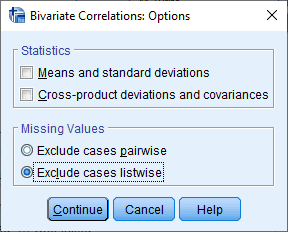 Bivariate Correlations: Options
Statistics
Means and standard deviations
Cross-product deviations and covariances
Missing Values
Exclude cases pairwise
Exclude cases listwise
Continue Cancel Help